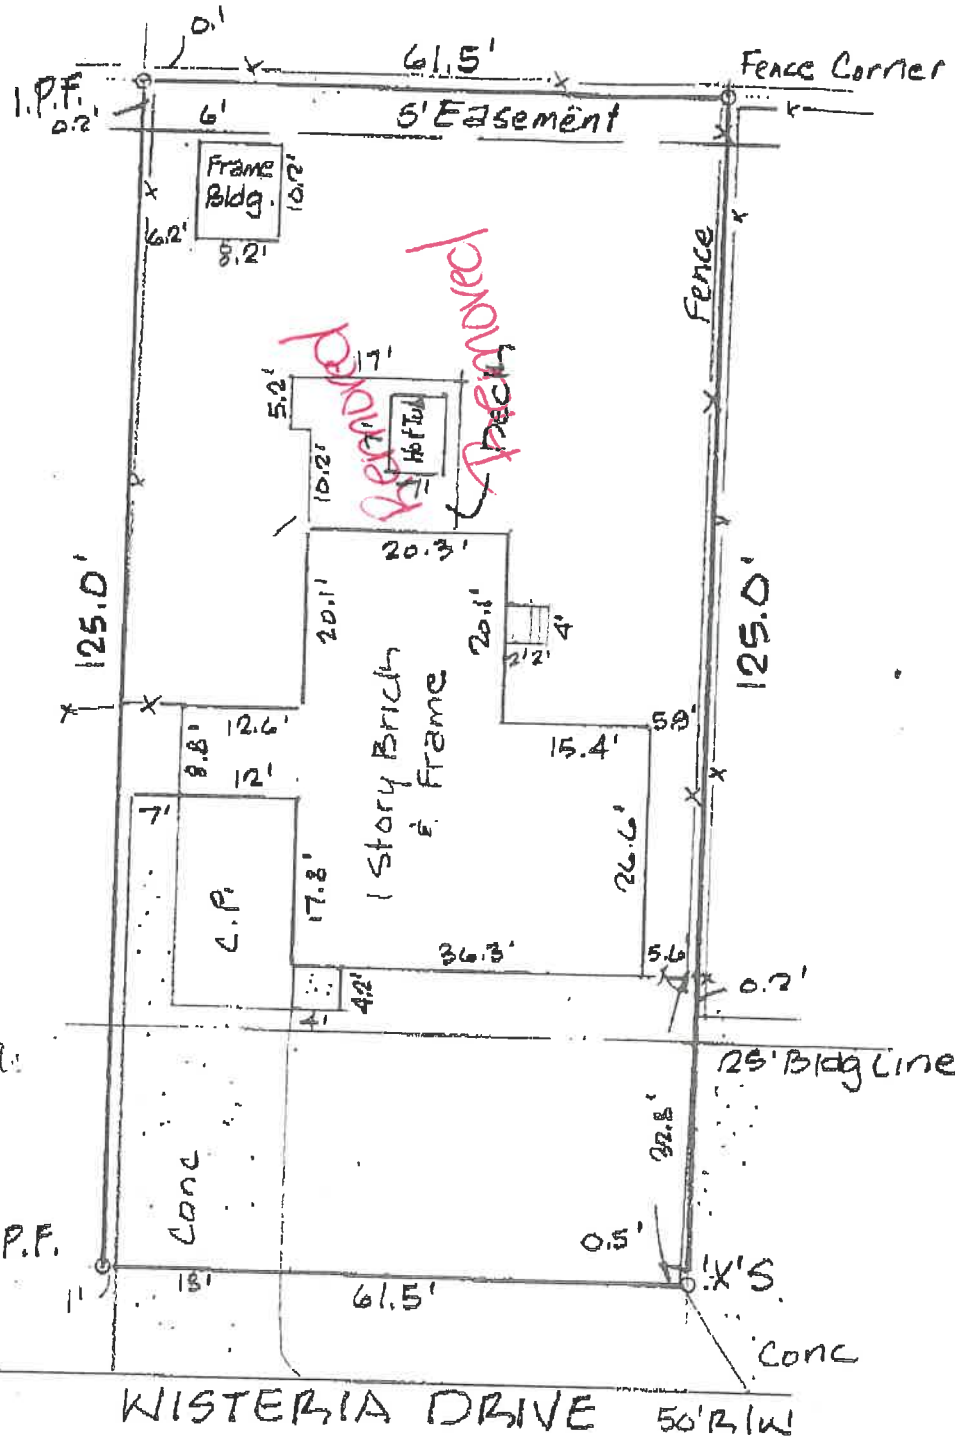 0.'
61.5'
Fence Corner
I.P.F.
0.2'
6'
5' Easement
Frame
Bldg.
10.2'
6.2'
8.2'
Fence
Removed
Removed
17'
5.2'
7'
Hot Tub
Deck
10.2'
7'
20.3'
125.0'
20.1'
20.1'
4'
2' 2'
125.0'
12.6'
15.4'
5.8'
8.8'
12'
7'
1 Story Brick
& Frame
26.6'
17.8'
C.P.
36.3'
5.6'
0.2'
4.2'
4'
25' Bldg Line
32.8'
Conc
P.F.
0.5'
1'
18'
61.5'
'X'S.
Conc
WISTERIA DRIVE
50' R/W